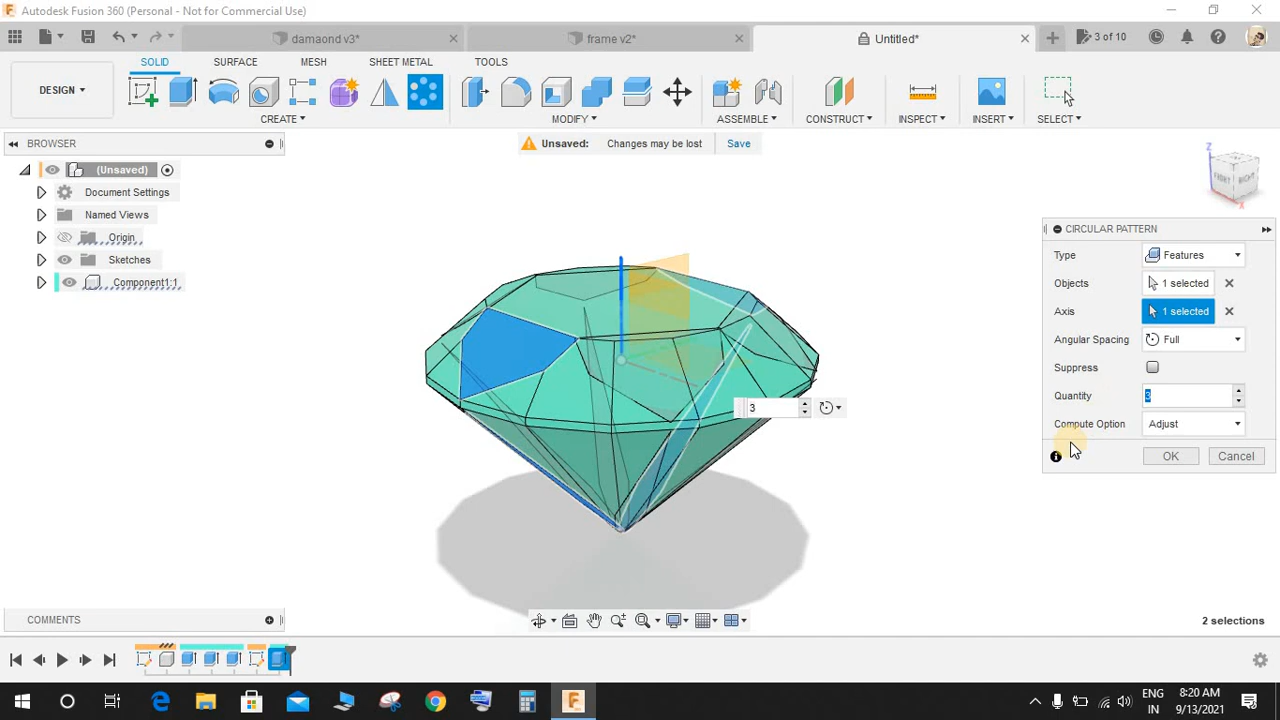 Autodesk Fusion 360 (Personal - Not for Commercial Use)
damaond v3*
frame v2*
Untitled*
3 of 10
SOLID
SURFACE
MESH
SHEET METAL
TOOLS
DESIGN
CREATE
MODIFY
ASSEMBLE
CONSTRUCT
INSPECT
INSERT
SELECT
BROWSER
Unsaved: Changes may be lost Save
(Unsaved)
Document Settings
Named Views
Origin
Sketches
Component1:1
Z
FRONT
RIGHT
X
CIRCULAR PATTERN
Type Features
Objects 1 selected
Axis 1 selected
Angular Spacing Full
Suppress
Quantity 3
Compute Option Adjust
OK Cancel
3
COMMENTS
2 selections
ENG
IN
8:20 AM
9/13/2021